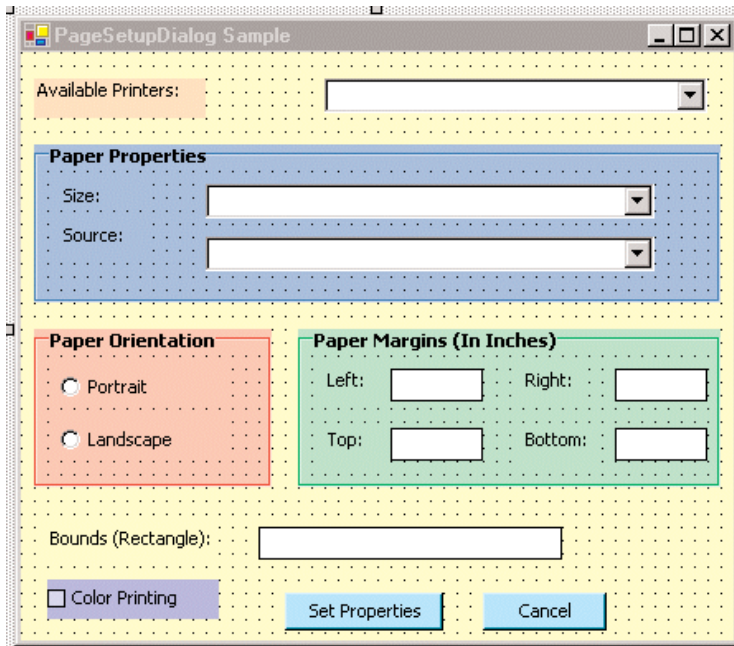 PageSetupDialog Sample
Available Printers:
Paper Properties
Size:
Source:
Paper Orientation
Portrait
Landscape
Paper Margins (In Inches)
Left:
Right:
Top:
Bottom:
Bounds (Rectangle):
Color Printing
Set Properties
Cancel